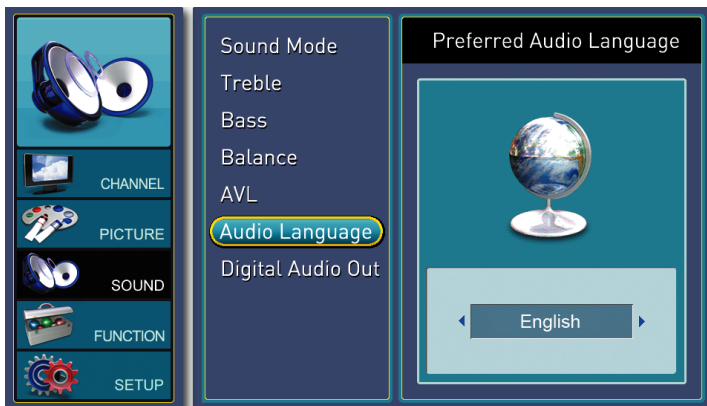 CHANNEL
PICTURE
SOUND
FUNCTION
SETUP
Sound Mode
Treble
Bass
Balance
AVL
Audio Language
Digital Audio Out
Preferred Audio Language
English